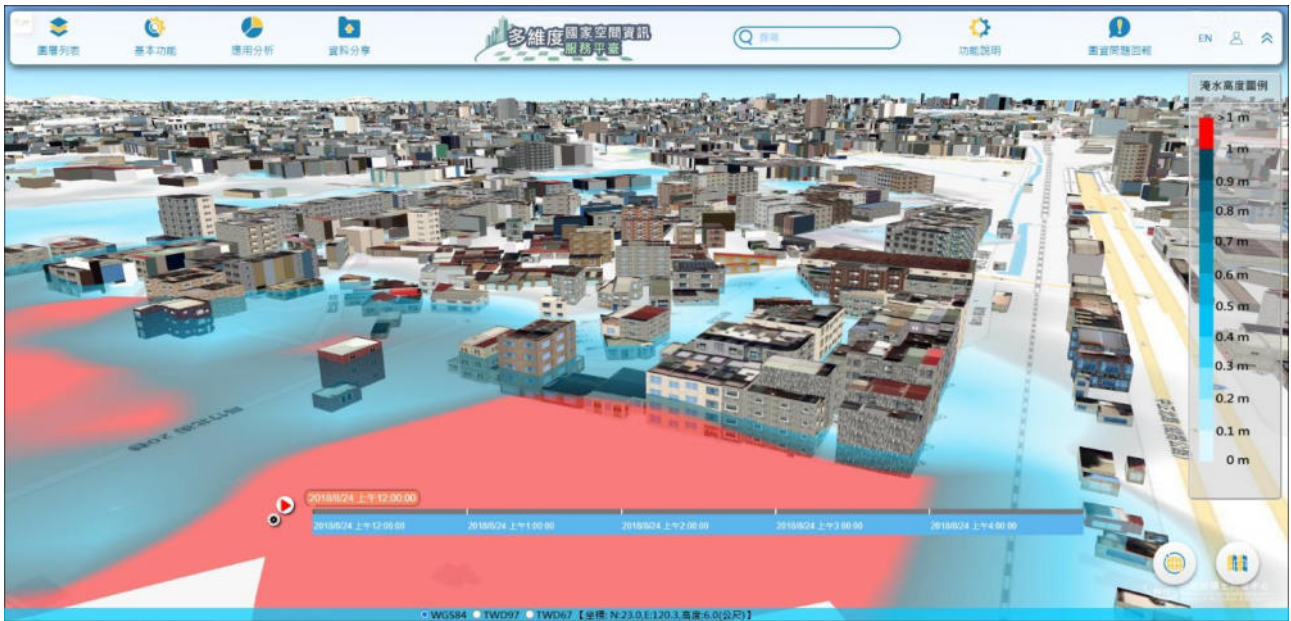 圖層列表
基本功能
應用分析
資料分享
多維度國家空間資訊
服務平臺
搜尋
功能說明
圖資問題回報
EN
淹水高度圖例
>1 m
1 m
0.9 m
0.8 m
0.7 m
0.6 m
0.5 m
0.4 m
0.3 m
0.2 m
0.1 m
0 m
2018/8/24 上午12:00:00
2018/8/24 上午12:00:00
2018/8/24 上午1:00:00
2018/8/24 上午2:00:00
2018/8/24 上午3:00:00
2018/8/24 上午4:00:00
WGS84 TWD97 TWD67【坐標: N:23.0,E:120.3,高度:6.0(公尺)】